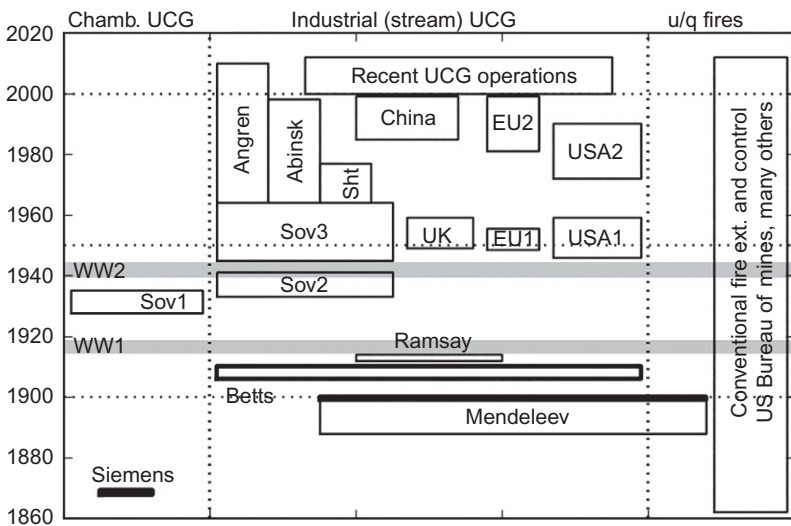 Chamb. UCG
Industrial (stream) UCG
u/q fires
2020
2000
1980
1960
1940
1920
1900
1880
1860
Recent UCG operations
Angren
Abinsk
Sht
China
EU2
USA2
Sov3
UK
EU1
USA1
WW2
Sov2
Sov1
WW1
Ramsay
Betts
Mendeleev
Siemens
Conventional fire ext. and control
US Bureau of mines, many others